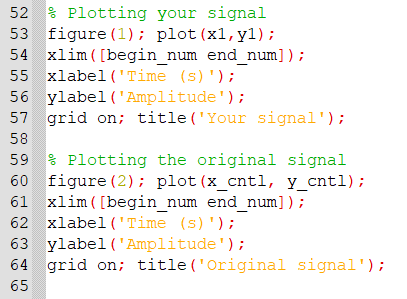 52 % Plotting your signal
53 figure(1); plot(x1,y1);
54 xlim([begin_num end_num]);
55 xlabel('Time (s)');
56 ylabel('Amplitude');
57 grid on; title('Your signal');
58
59 % Plotting the original signal
60 figure(2); plot(x_cntl, y_cntl);
61 xlim([begin_num end_num]);
62 xlabel('Time (s)');
63 ylabel('Amplitude');
64 grid on; title('Original signal');
65